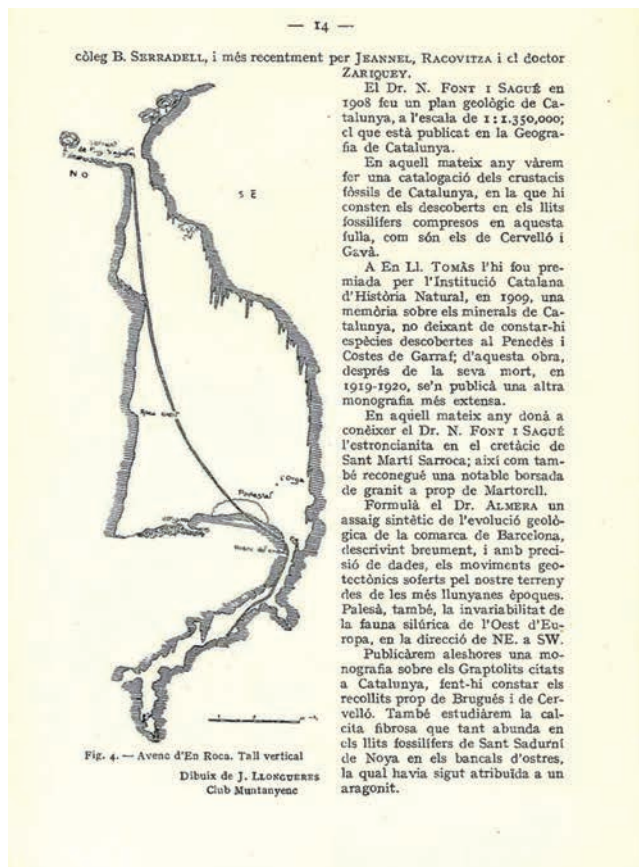 — 14 —
còleg B. SERRADELL, i més recentment per JEANNEL, RACOVITZA i el doctor
ZARIQUEY.
El Dr. N. FONT I SAGUÉ en
1908 feu un plan geològic de Ca-
talunya, a l'escala de 1:1.350,000;
el que està publicat en la Geogra-
fia de Catalunya.
En aquell mateix any vàrem
fer una catalogació dels crustacis
fòssils de Catalunya, en la que hi
consten els descoberts en els llits
fossilífers compresos en aquesta
fulla, com són els de Cervelló i
Gavà.
A En Ll. TOMÀS l'hi fou pre-
miada per l'Institució Catalana
d'Història Natural, en 1909, una
memòria sobre els minerals de Ca-
talunya, no deixant de constar-hi
espècies descobertes al Penedès i
Costes de Garraf; d'aquesta obra,
després de la seva mort, en
1919-1920, se'n publicà una altra
monografia més extensa.
En aquell mateix any donà a
conèixer el Dr. N. FONT I SAGUÉ
l'estroncianita en el cretàcic de
Sant Martí Sarroca; així com tam-
bé reconegué una notable borsada
de granit a prop de Martorell.
Formulà el Dr. ALMERA un
assaig sintètic de l'evolució geolò-
gica de la comarca de Barcelona,
descrivint breument, i amb preci-
sió de dades, els moviments geo-
tectònics soferts pel nostre terreny
des de les més llunyanes èpoques.
Palesà, també, la invariabilitat de
la fauna silúrica de l'Oest d'Eu-
ropa, en la direcció de NE. a SW.
Publicàrem aleshores una mo-
nografia sobre els Graptolits citats
a Catalunya, fent-hi constar els
recollits prop de Brugués i de Cer-
velló. També estudiàrem la cal-
cita fibrosa que tant abunda en
els llits fossilífers de Sant Sadurní
de Noya en els bancals d'ostres,
la qual havia sigut atribuïda a un
aragonit.
N O
S E
Pedestal
Fig. 4. — Avenc d'En Roca. Tall vertical
Dibuix de J. LLONGUERES
Club Muntanyenc